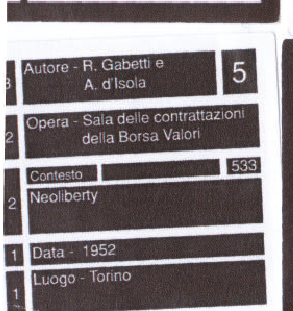 Autore - R. Gabetti e
A. d'Isola
5
Opera - Sala delle contrattazioni
della Borsa Valori
2
Contesto
533
Neoliberty
2
Data - 1952
1
Luogo - Torino
1